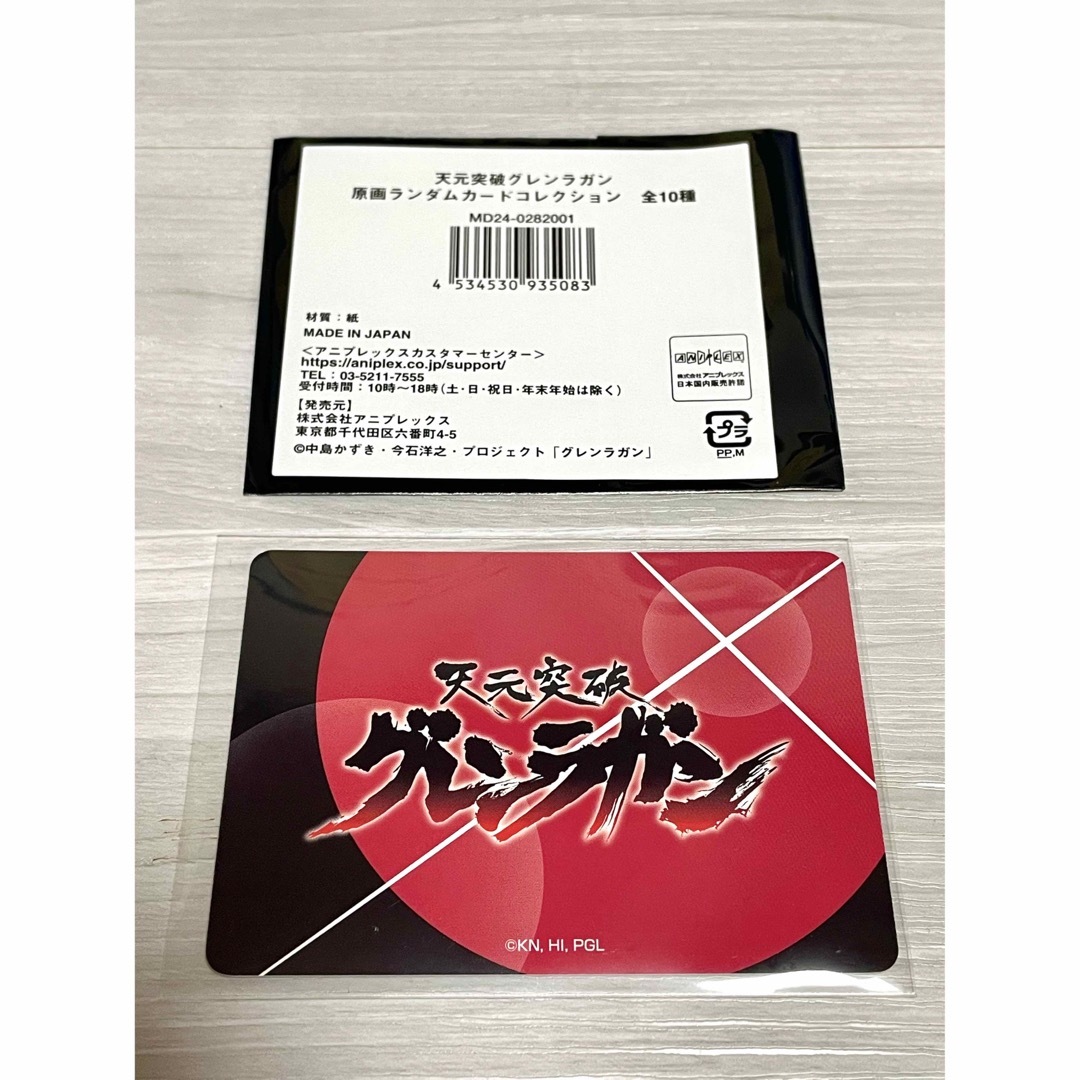 天元突破グレンラガン
原画ランダムカードコレクション　全10種
MD24-0282001
4 534530 935083
材質：紙
MADE IN JAPAN
＜アニプレックスカスタマーセンター＞
https://aniplex.co.jp/support/
TEL：03-5211-7555
受付時間：10時〜18時（土・日・祝日・年末年始は除く）
【発売元】
株式会社アニプレックス
東京都千代田区六番町4-5
©中島かずき・今石洋之・プロジェクト「グレンラガン」
ANIPLEX
株式会社アニプレックス
日本国内販売許諾
プラ
PP.M
天元突破
グレンラガン
©KN, HI, PGL